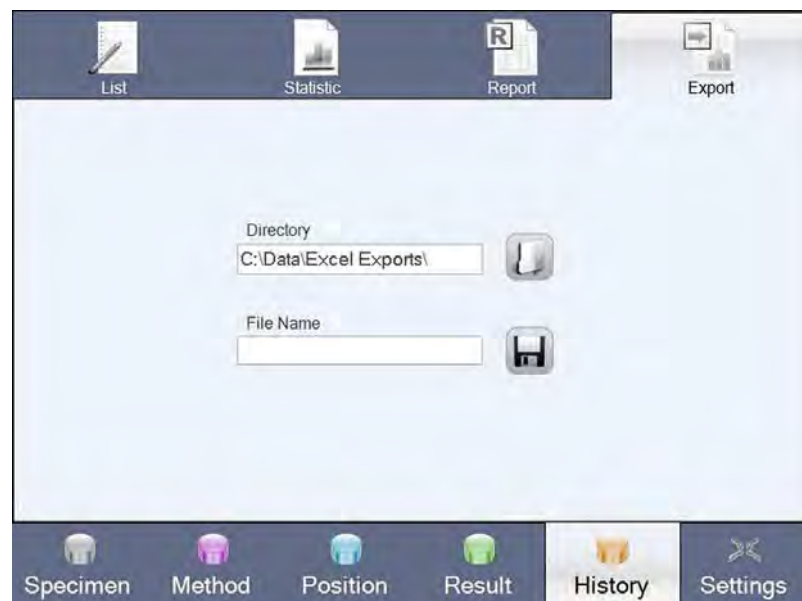 List Statistic R Report Export
Directory
C:\Data\Excel Exports\
File Name
Specimen Method Position Result History Settings